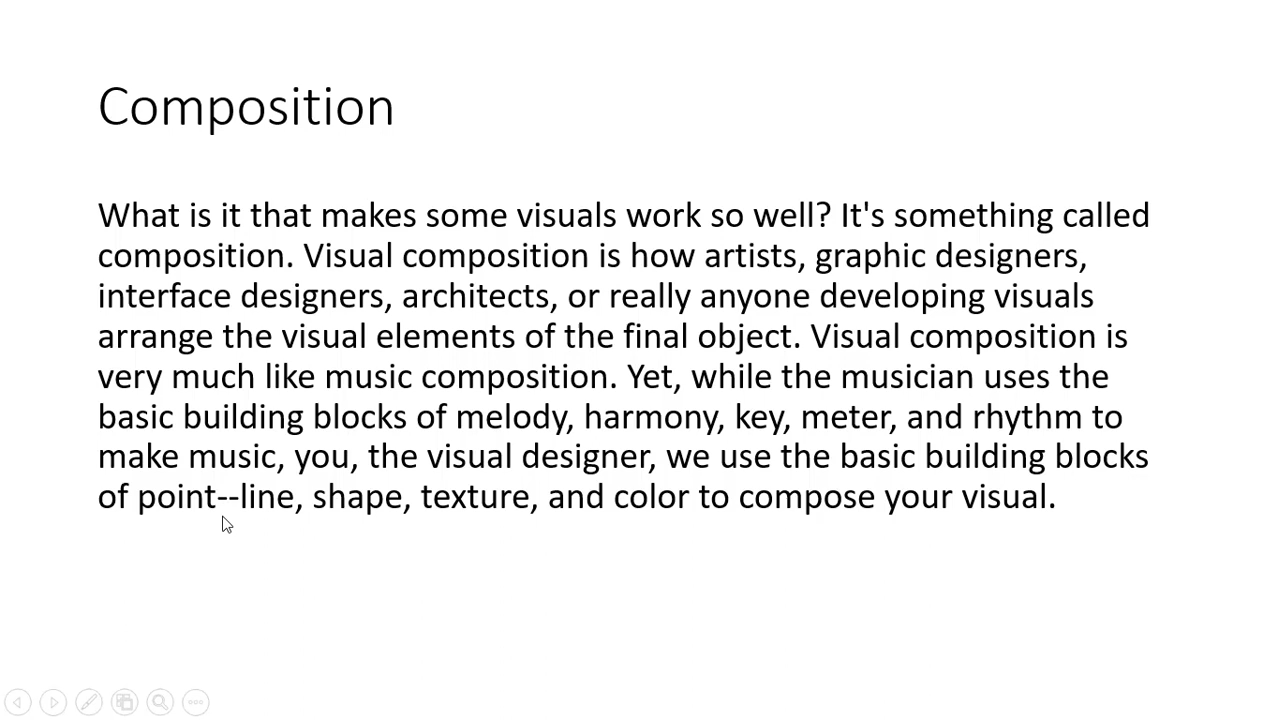 Composition
What is it that makes some visuals work so well? It's something called
composition. Visual composition is how artists, graphic designers,
interface designers, architects, or really anyone developing visuals
arrange the visual elements of the final object. Visual composition is
very much like music composition. Yet, while the musician uses the
basic building blocks of melody, harmony, key, meter, and rhythm to
make music, you, the visual designer, we use the basic building blocks
of point--line, shape, texture, and color to compose your visual.